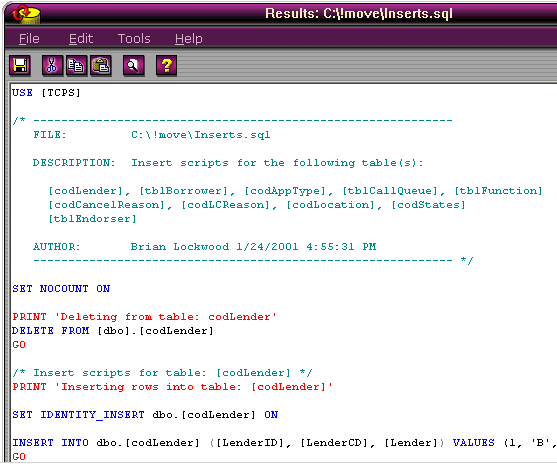 Results: C:\!move\Inserts.sql
File Edit Tools Help
USE [TCPS]
/* ------------------------------------------------------------
FILE: C:\!move\Inserts.sql
DESCRIPTION: Insert scripts for the following table(s):
[codLender], [tblBorrower], [codAppType], [tblCallQueue], [tblFunction]
[codCancelReason], [codLCReason], [codLocation], [codStates]
[tblEndorser]
AUTHOR: Brian Lockwood 1/24/2001 4:55:31 PM
------------------------------------------------------------ */
SET NOCOUNT ON
PRINT 'Deleting from table: codLender'
DELETE FROM [dbo].[codLender]
GO
/* Insert scripts for table: [codLender] */
PRINT 'Inserting rows into table: [codLender]'
SET IDENTITY_INSERT dbo.[codLender] ON
INSERT INTO dbo.[codLender] ([LenderID], [LenderCD], [Lender]) VALUES (1, 'B',
GO